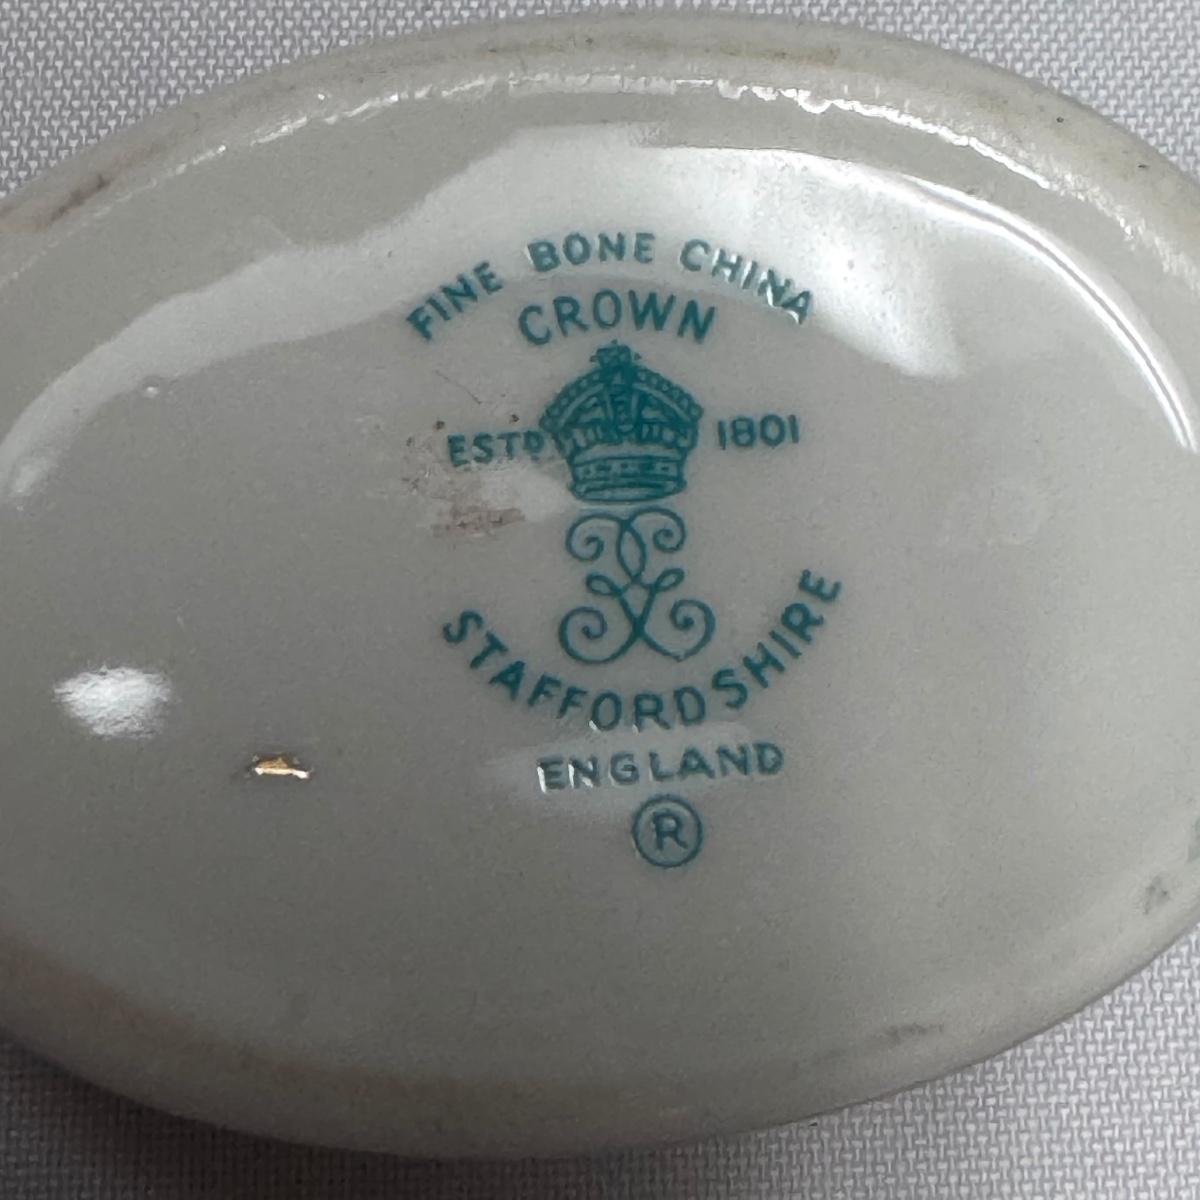 FINE BONE CHINA
CROWN
ESTD 1801
STAFFORDSHIRE
ENGLAND
®